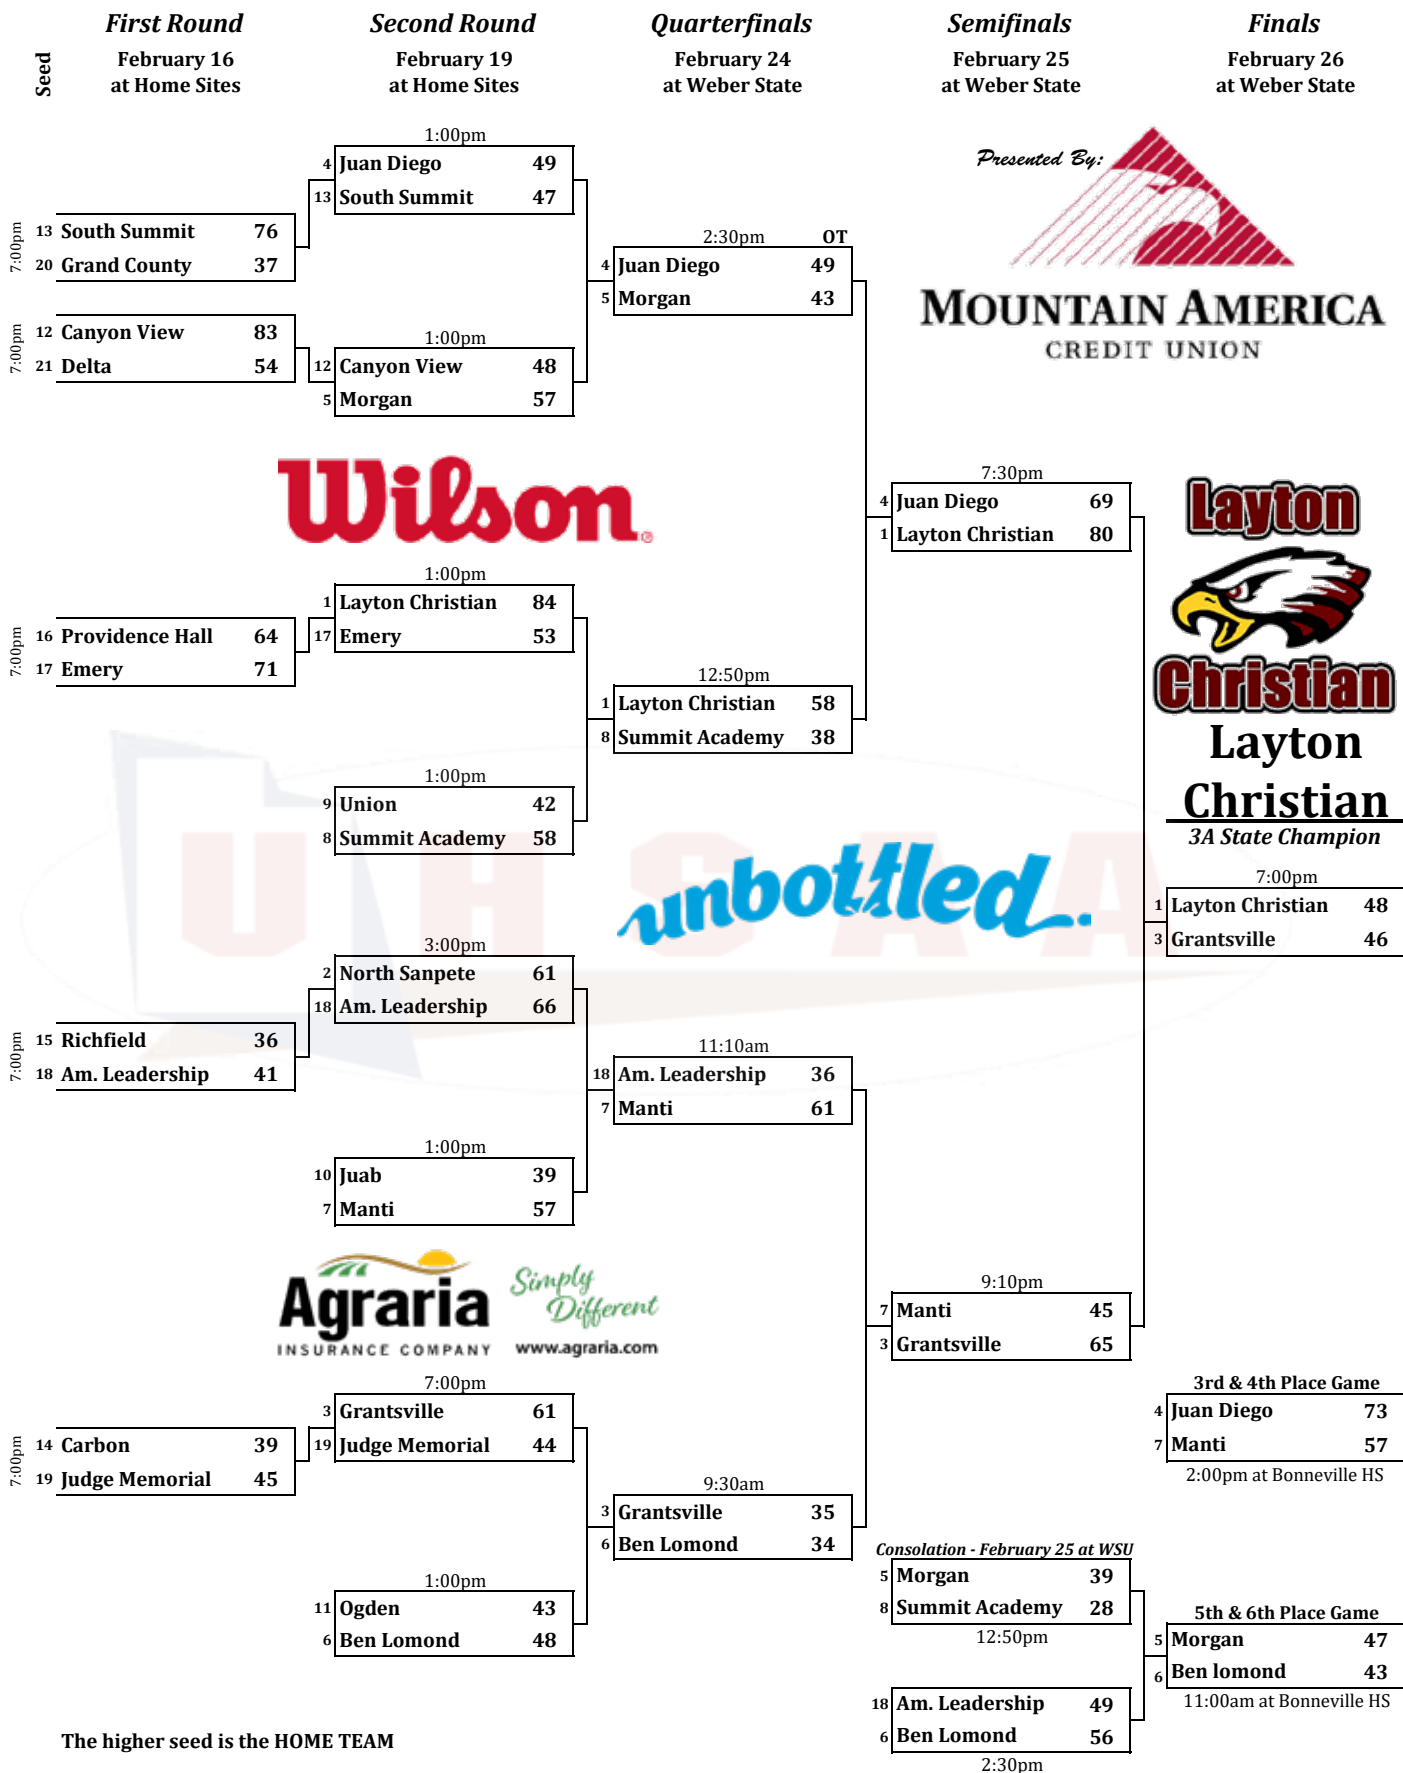 First Round
Second Round
Quarterfinals
Semifinals
Finals
Seed
February 16
at Home Sites
February 19
at Home Sites
February 24
at Weber State
February 25
at Weber State
February 26
at Weber State
7:00pm
13 South Summit 76
20 Grand County 37
7:00pm
12 Canyon View 83
21 Delta 54
7:00pm
16 Providence Hall 64
17 Emery 71
7:00pm
15 Richfield 36
18 Am. Leadership 41
7:00pm
14 Carbon 39
19 Judge Memorial 45
1:00pm
4 Juan Diego 49
13 South Summit 47
1:00pm
12 Canyon View 48
5 Morgan 57
Wilson®
1:00pm
1 Layton Christian 84
17 Emery 53
1:00pm
9 Union 42
8 Summit Academy 58
3:00pm
2 North Sanpete 61
18 Am. Leadership 66
1:00pm
10 Juab 39
7 Manti 57
Agraria
INSURANCE COMPANY
Simply
Different
www.agraria.com
7:00pm
3 Grantsville 61
19 Judge Memorial 44
1:00pm
11 Ogden 43
6 Ben Lomond 48
2:30pm OT
4 Juan Diego 49
5 Morgan 43
12:50pm
1 Layton Christian 58
8 Summit Academy 38
UHSAA
unbottled.
11:10am
18 Am. Leadership 36
7 Manti 61
9:30am
3 Grantsville 35
6 Ben Lomond 34
Presented By:
MOUNTAIN AMERICA
CREDIT UNION
7:30pm
4 Juan Diego 69
1 Layton Christian 80
9:10pm
7 Manti 45
3 Grantsville 65
Consolation - February 25 at WSU
5 Morgan 39
8 Summit Academy 28
12:50pm
18 Am. Leadership 49
6 Ben Lomond 56
2:30pm
Layton
Christian
Layton
Christian
3A State Champion
7:00pm
1 Layton Christian 48
3 Grantsville 46
3rd & 4th Place Game
4 Juan Diego 73
7 Manti 57
2:00pm at Bonneville HS
5th & 6th Place Game
5 Morgan 47
6 Ben lomond 43
11:00am at Bonneville HS
The higher seed is the HOME TEAM